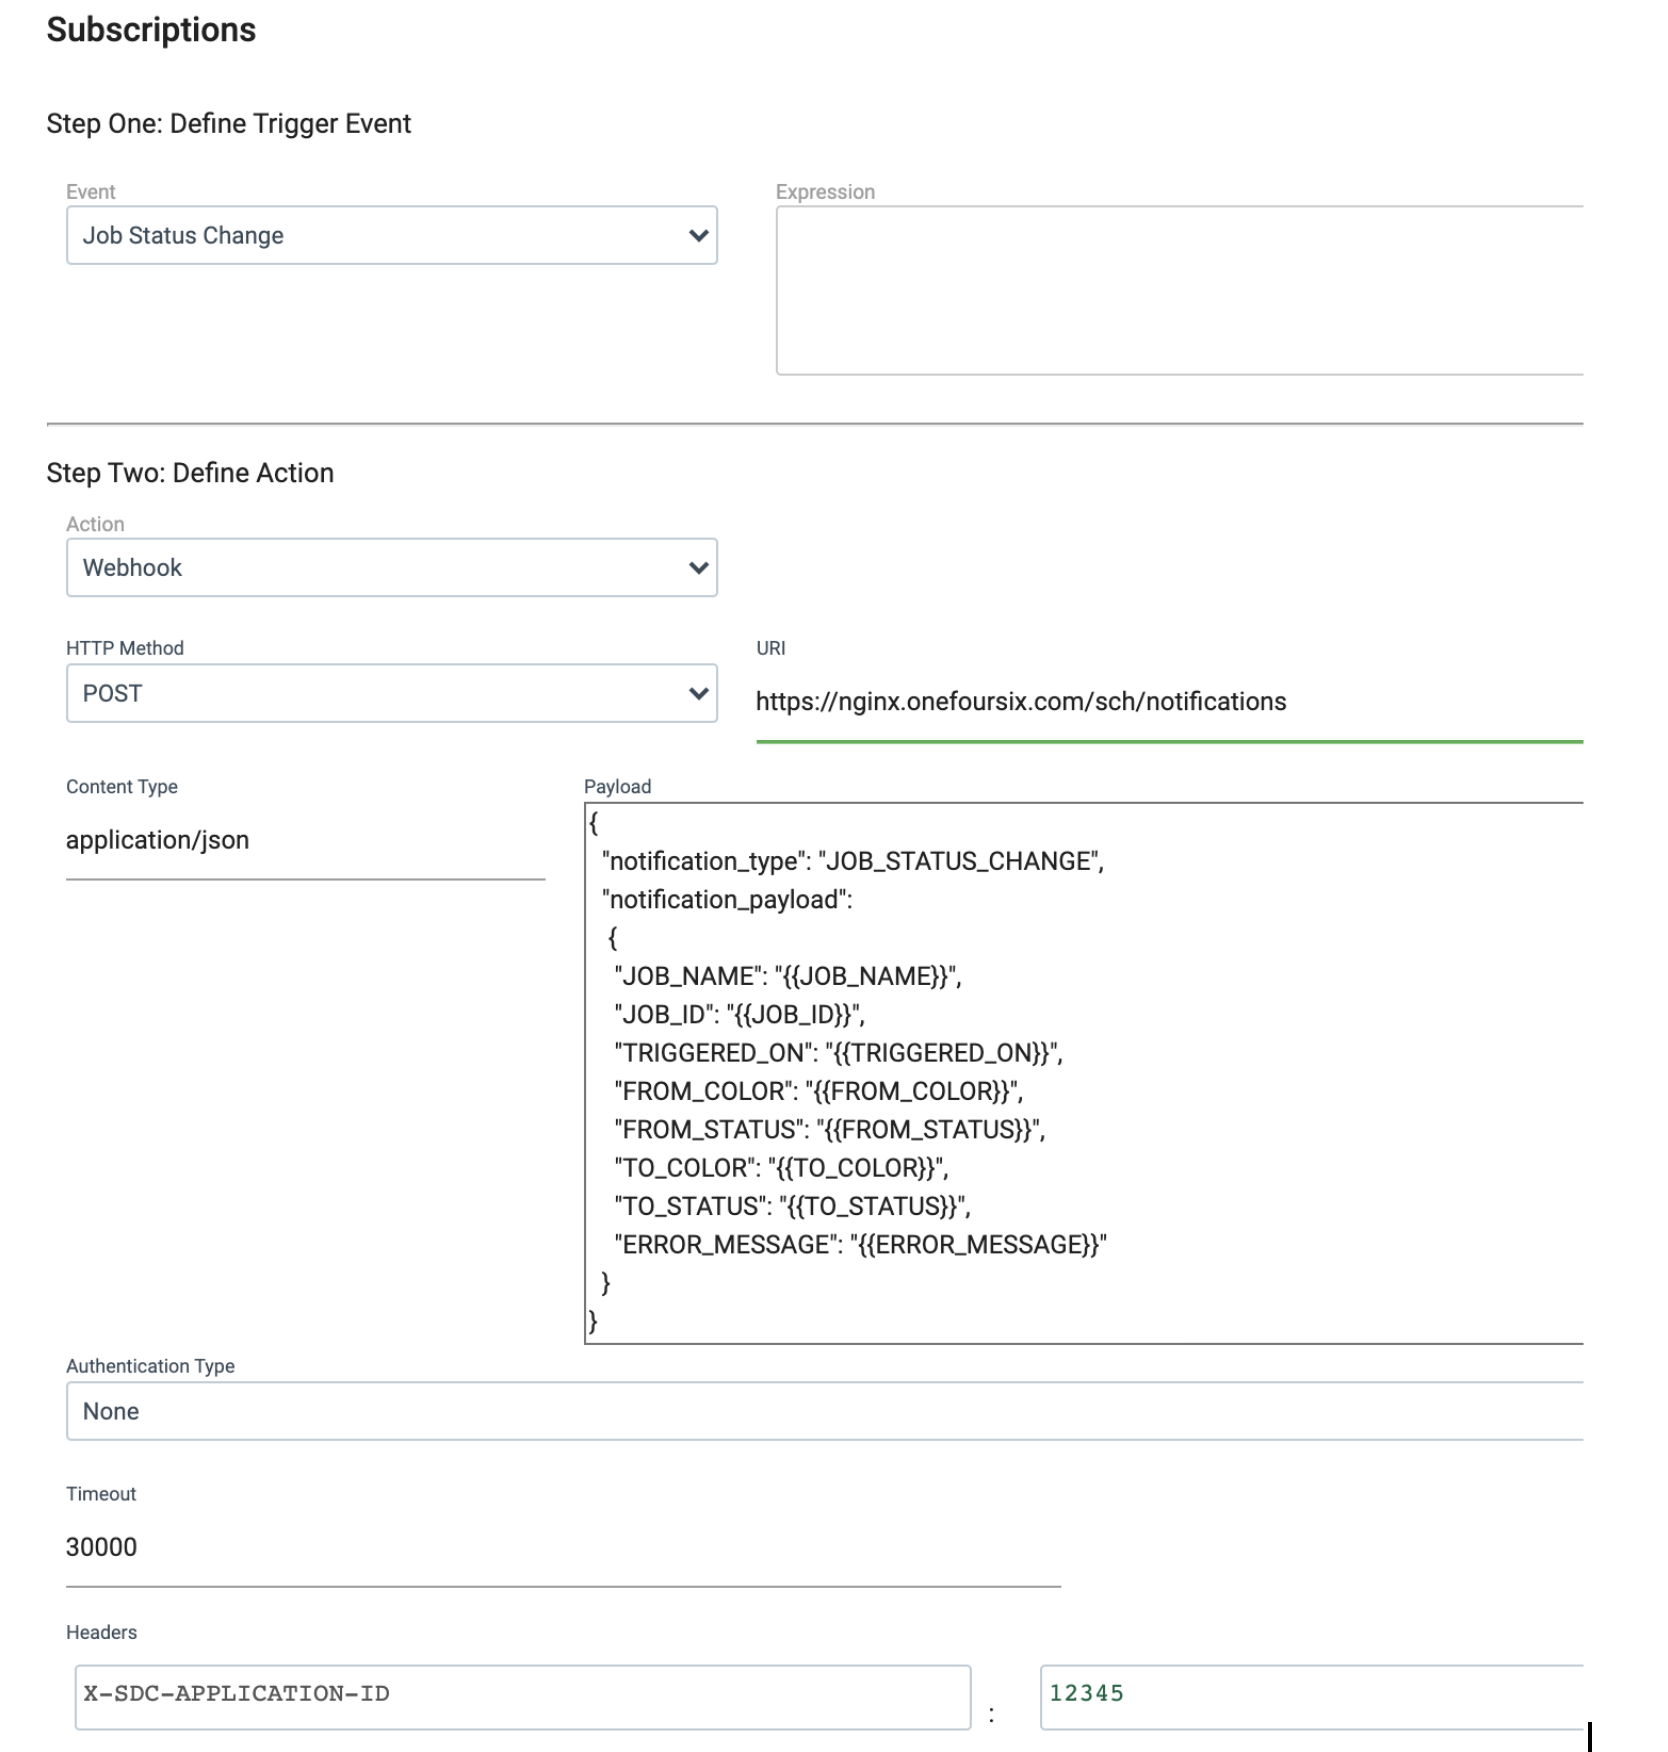 Subscriptions
Step One: Define Trigger Event
Event
Expression
Job Status Change
Step Two: Define Action
Action
Webhook
HTTP Method
URI
POST
https://nginx.onefoursix.com/sch/notifications
Content Type
Payload
application/json
{
"notification_type": "JOB_STATUS_CHANGE",
"notification_payload":
{
"JOB_NAME": "{{JOB_NAME}}",
"JOB_ID": "{{JOB_ID}}",
"TRIGGERED_ON": "{{TRIGGERED_ON}}",
"FROM_COLOR": "{{FROM_COLOR}}",
"FROM_STATUS": "{{FROM_STATUS}}",
"TO_COLOR": "{{TO_COLOR}}",
"TO_STATUS": "{{TO_STATUS}}",
"ERROR_MESSAGE": "{{ERROR_MESSAGE}}"
}
}
Authentication Type
None
Timeout
30000
Headers
X-SDC-APPLICATION-ID : 12345